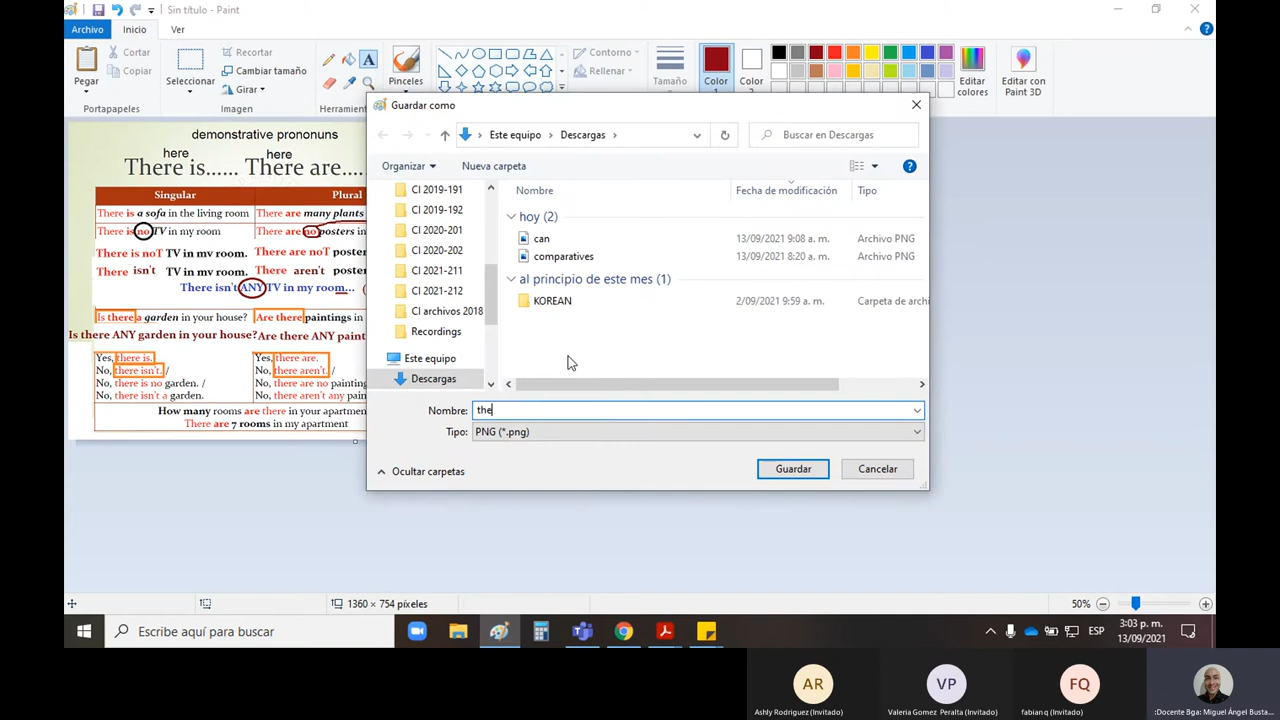 Sin título - Paint
Archivo
Inicio
Ver
Pegar
Cortar
Copiar
Portapapeles
Seleccionar
Recortar
Cambiar tamaño
Girar
Imagen
Pinceles
Contorno
Rellenar
Tamaño
Color
1
Color
2
Editar
colores
Editar con
Paint 3D
demonstrative prononuns
here
here
There is...... There are....
Singular
Plural
There is a sofa in the living room
There are many plants
There is no TV in my room
There are no posters in
There is noT TV in mv room.
There are noT poster
There isn't TV in mv room.
There aren't poster
There isn't ANY TV in my room... (
Is there a garden in your house?
Are there paintings in
Is there ANY garden in your house?
Are there ANY paint
Yes, there is.
No, there isn't. /
No, there is no garden. /
No, there isn't a garden.
Yes, there are.
No, there aren't. /
No, there are no painting
No, there aren't any pain
How many rooms are there in your apartm
There are 7 rooms in my apartment
Guardar como
Este equipo
Descargas
Buscar en Descargas
Organizar
Nueva carpeta
CI 2019-191
CI 2019-192
CI 2020-201
CI 2020-202
CI 2021-211
CI 2021-212
CI archivos 2018
Recordings
Este equipo
Descargas
Nombre
Fecha de modificación
Tipo
hoy (2)
can
13/09/2021 9:08 a. m.
Archivo PNG
comparatives
13/09/2021 8:20 a. m.
Archivo PNG
al principio de este mes (1)
KOREAN
2/09/2021 9:59 a. m.
Carpeta de archi
Nombre:
the
Tipo:
PNG (*.png)
Ocultar carpetas
Guardar
Cancelar
1360 × 754 píxeles
50%
Escribe aquí para buscar
ESP
3:03 p. m.
13/09/2021
AR
Ashly Rodriguez (Invitado)
VP
Valeria Gomez Peralta (Invitado)
FQ
fabian q (Invitado)
:Docente Bga: Miguel Ángel Busta...